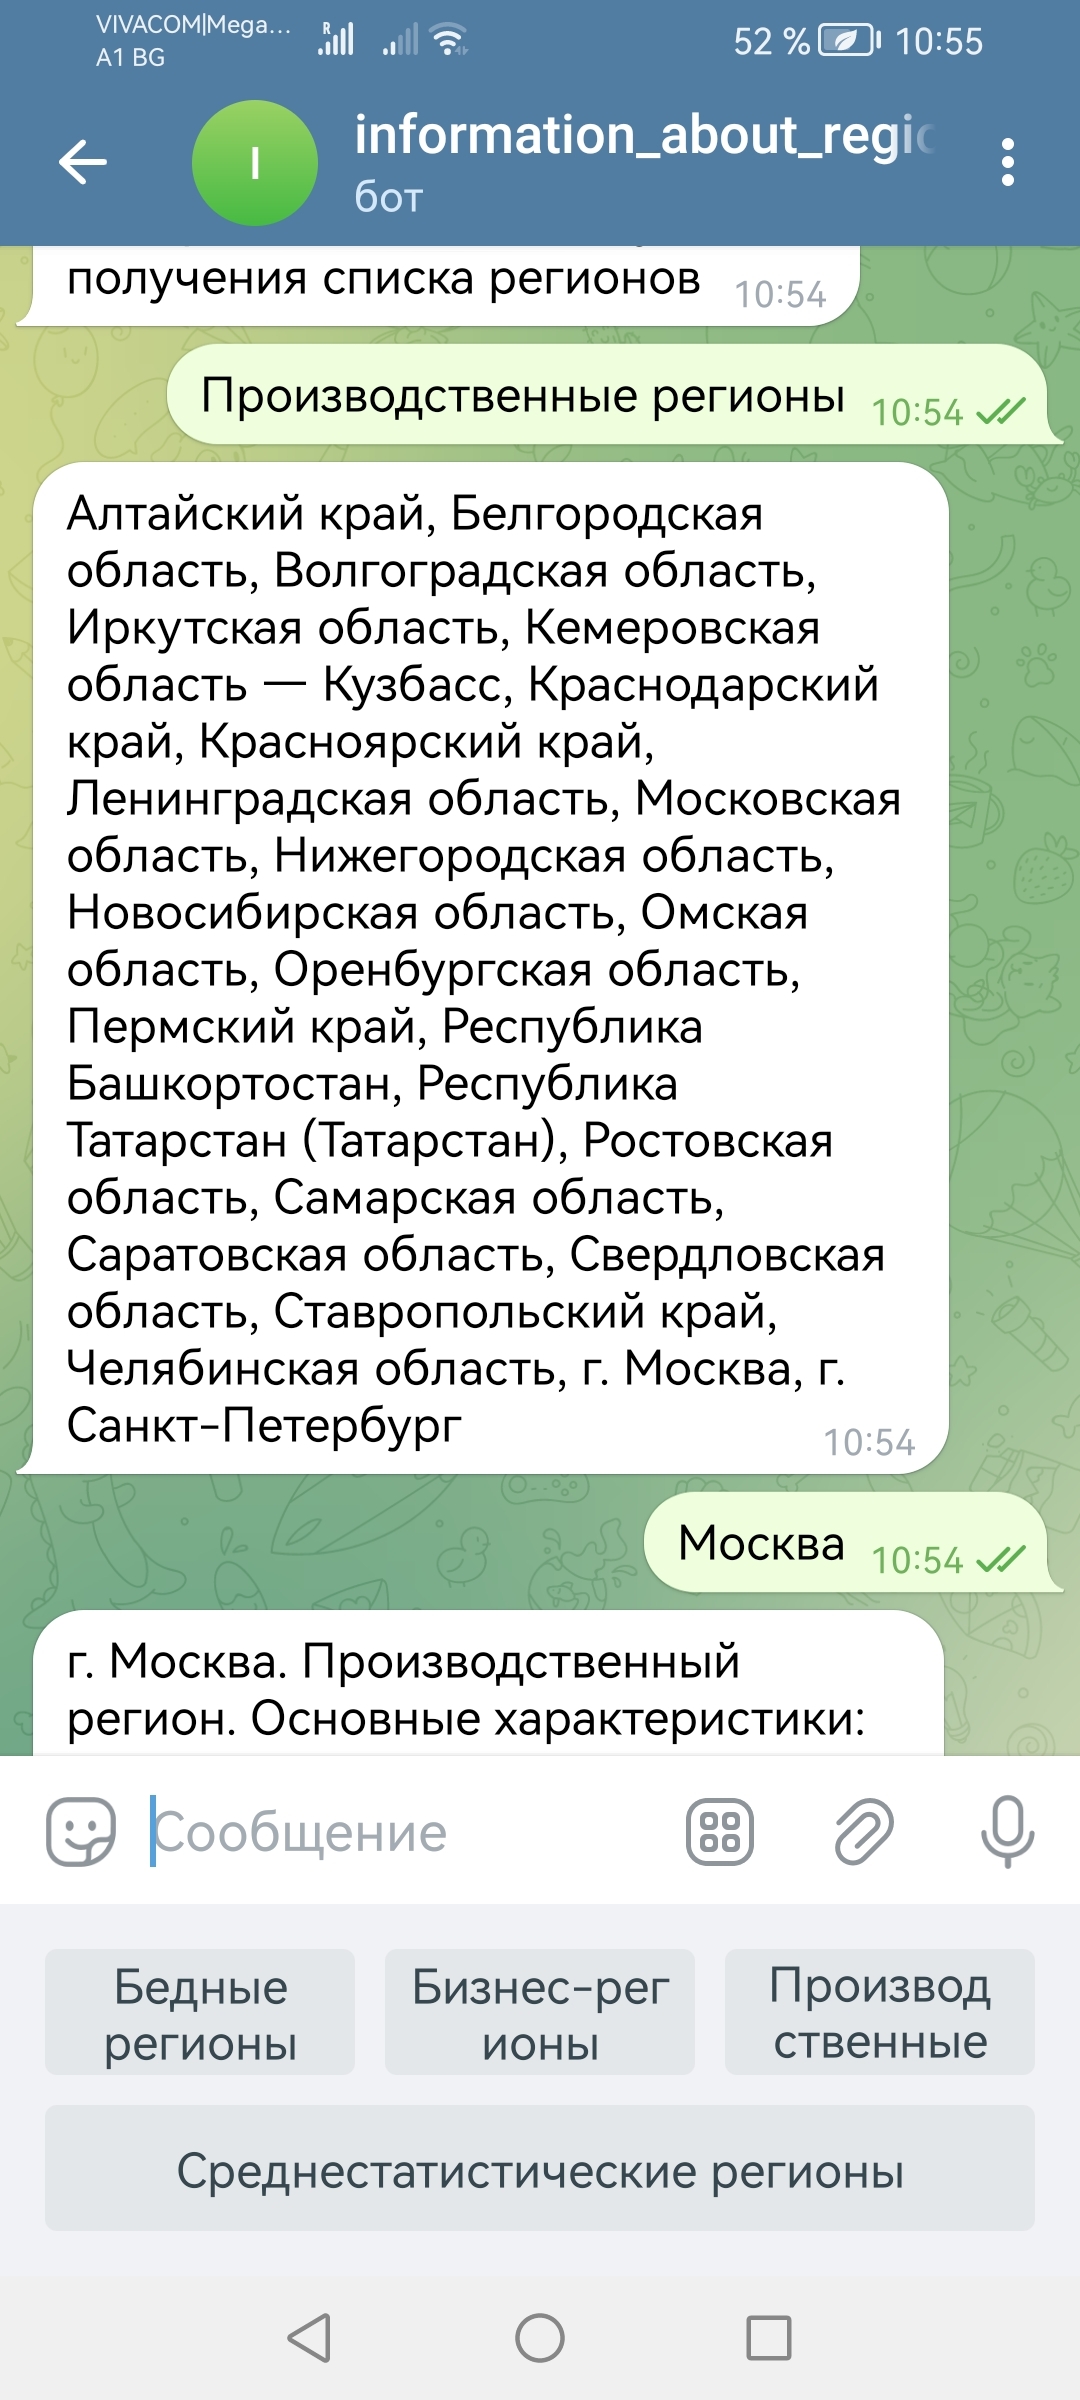 VIVACOM|Mega...
A1 BG
R
52 %
10:55
I
information_about_regi
бот
получения списка регионов 10:54
Производственные регионы 10:54
Алтайский край, Белгородская
область, Волгоградская область,
Иркутская область, Кемеровская
область — Кузбасс, Краснодарский
край, Красноярский край,
Ленинградская область, Московская
область, Нижегородская область,
Новосибирская область, Омская
область, Оренбургская область,
Пермский край, Республика
Башкортостан, Республика
Татарстан (Татарстан), Ростовская
область, Самарская область,
Саратовская область, Свердловская
область, Ставропольский край,
Челябинская область, г. Москва, г.
Санкт-Петербург 10:54
Москва 10:54
г. Москва. Производственный
регион. Основные характеристики:
Сообщение
Бедные
регионы
Бизнес-рег
ионы
Производ
ственные
Среднестатистические регионы